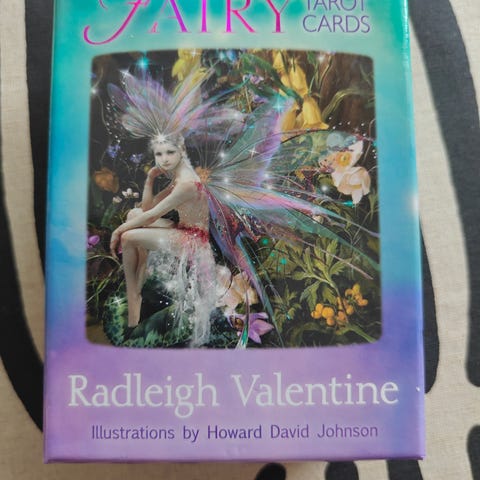 FAIRY TAROT
CARDS
Radleigh Valentine
Illustrations by Howard David Johnson